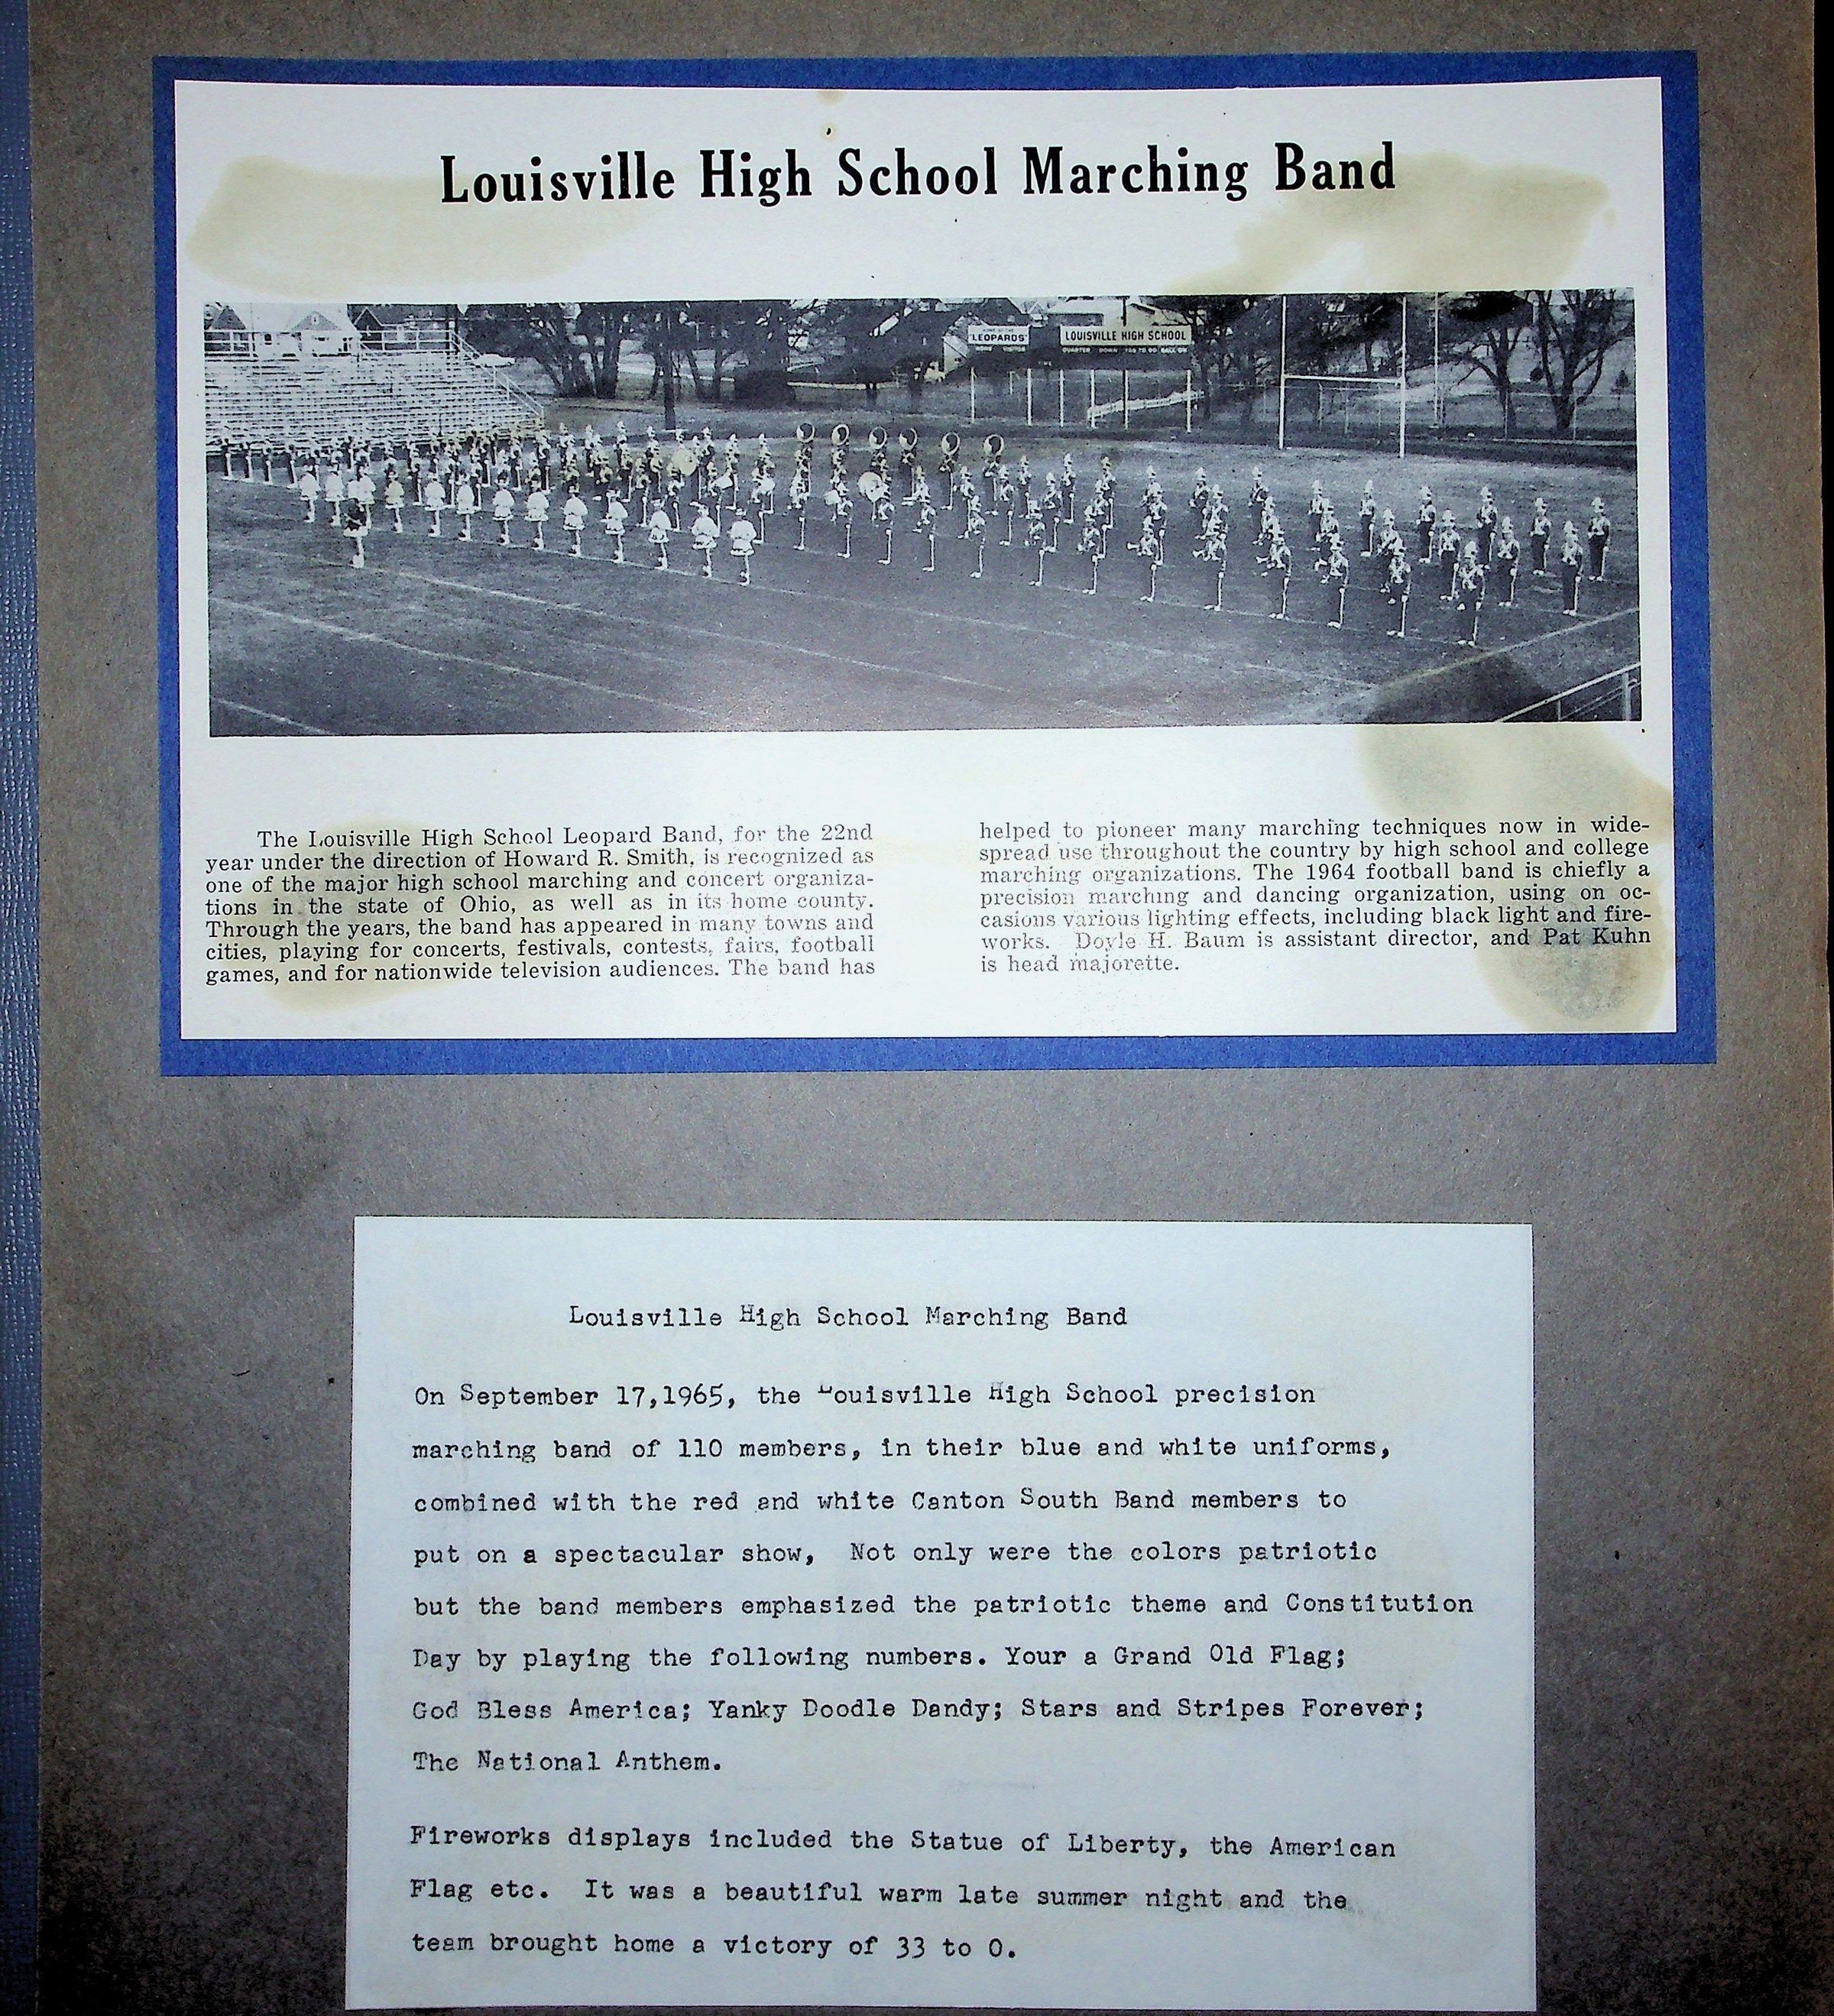 Louisville High School Marching Band
HOME OF THE
LEOPARDS
LOUISVILLE HIGH SCHOOL
HOME VISITOR
QUARTER DOWN YDS TO GO BALL ON
The Louisville High School Leopard Band, for the 22nd
year under the direction of Howard R. Smith, is recognized as
one of the major high school marching and concert organiza-
tions in the state of Ohio, as well as in its home county.
Through the years, the band has appeared in many towns and
cities, playing for concerts, festivals, contests, fairs, football
games, and for nationwide television audiences. The band has
helped to pioneer many marching techniques now in wide-
spread use throughout the country by high school and college
marching organizations. The 1964 football band is chiefly a
precision marching and dancing organization, using on oc-
casions various lighting effects, including black light and fire-
works. Doyle H. Baum is assistant director, and Pat Kuhn
is head majorette.
Louisville High School Marching Band
On September 17,1965, the Louisville High School precision
marching band of 110 members, in their blue and white uniforms,
combined with the red and white Canton South Band members to
put on a spectacular show, Not only were the colors patriotic
but the band members emphasized the patriotic theme and Constitution
Day by playing the following numbers. Your a Grand Old Flag;
God Bless America; Yanky Doodle Dandy; Stars and Stripes Forever;
The National Anthem.
Fireworks displays included the Statue of Liberty, the American
Flag etc. It was a beautiful warm late summer night and the
team brought home a victory of 33 to 0.